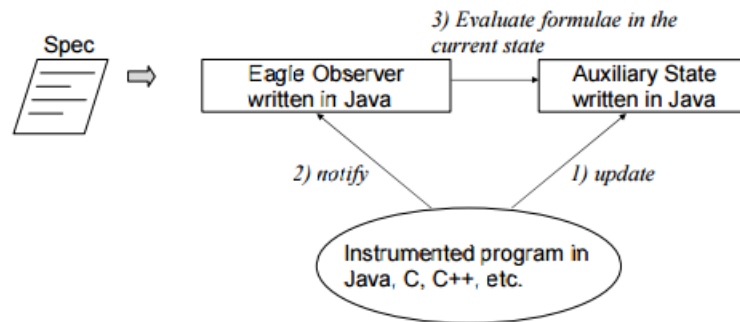 3) Evaluate formulae in the
current state
Spec
Eagle Observer
written in Java
Auxiliary State
written in Java
2) notify
1) update
Instrumented program in
Java, C, C++, etc.